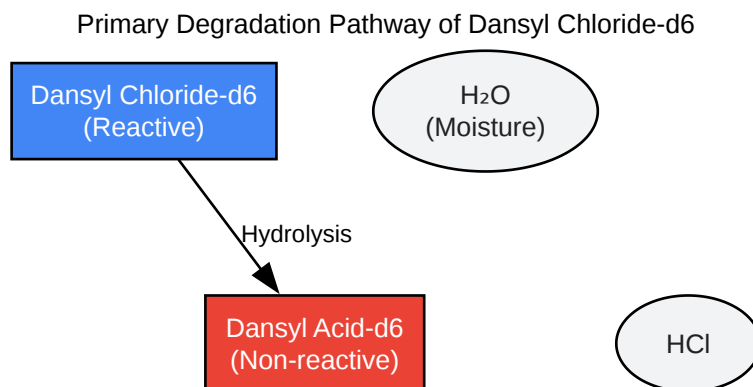 Primary Degradation Pathway of Dansyl Chloride-d6
Dansyl Chloride-d6
(Reactive)
H₂O
(Moisture)
Hydrolysis
Dansyl Acid-d6
(Non-reactive)
HCl